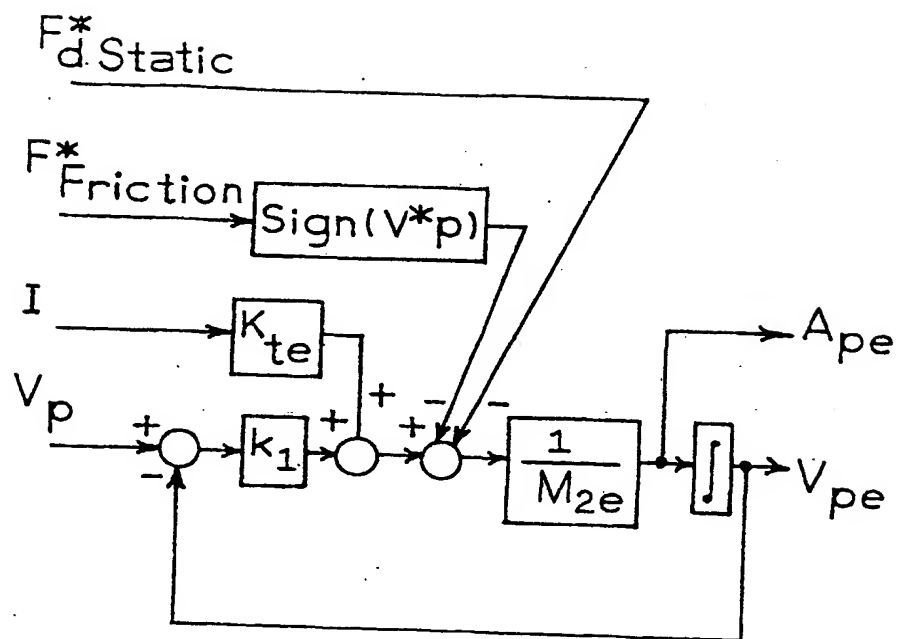 F*d Static
F*Friction
Sign(V*p)
I
Kte
+
+
-
-
Ape
Vp
+
-
k1
+
1
M2e
∫
Vpe